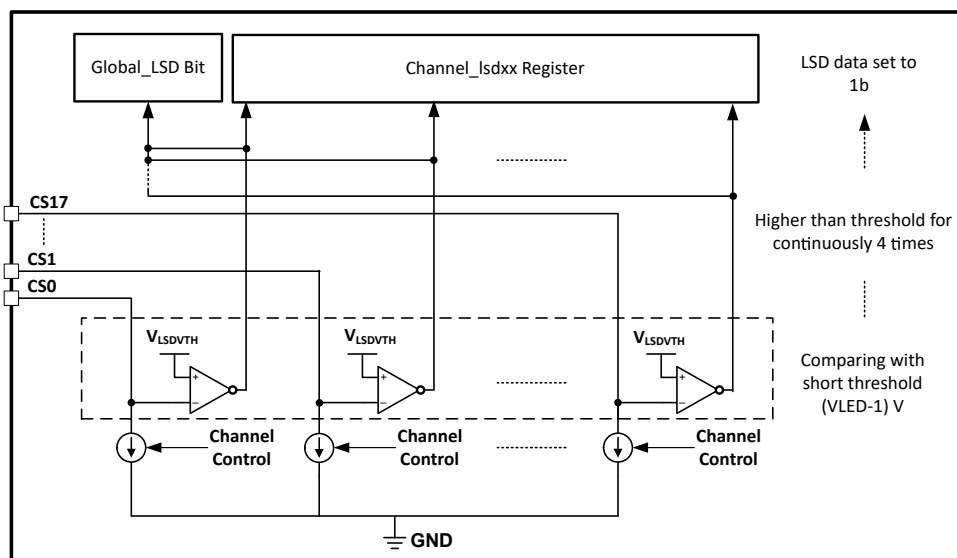 Global_LSD Bit
Channel_lsdxx Register
LSD data set to
1b
CS17
Higher than threshold for
continuously 4 times
CS1
CS0
VLSDVTH
VLSDVTH
VLSDVTH
+
+
+
−
−
−
Comparing with
short threshold
(VLED-1) V
Channel
Control
Channel
Control
Channel
Control
GND